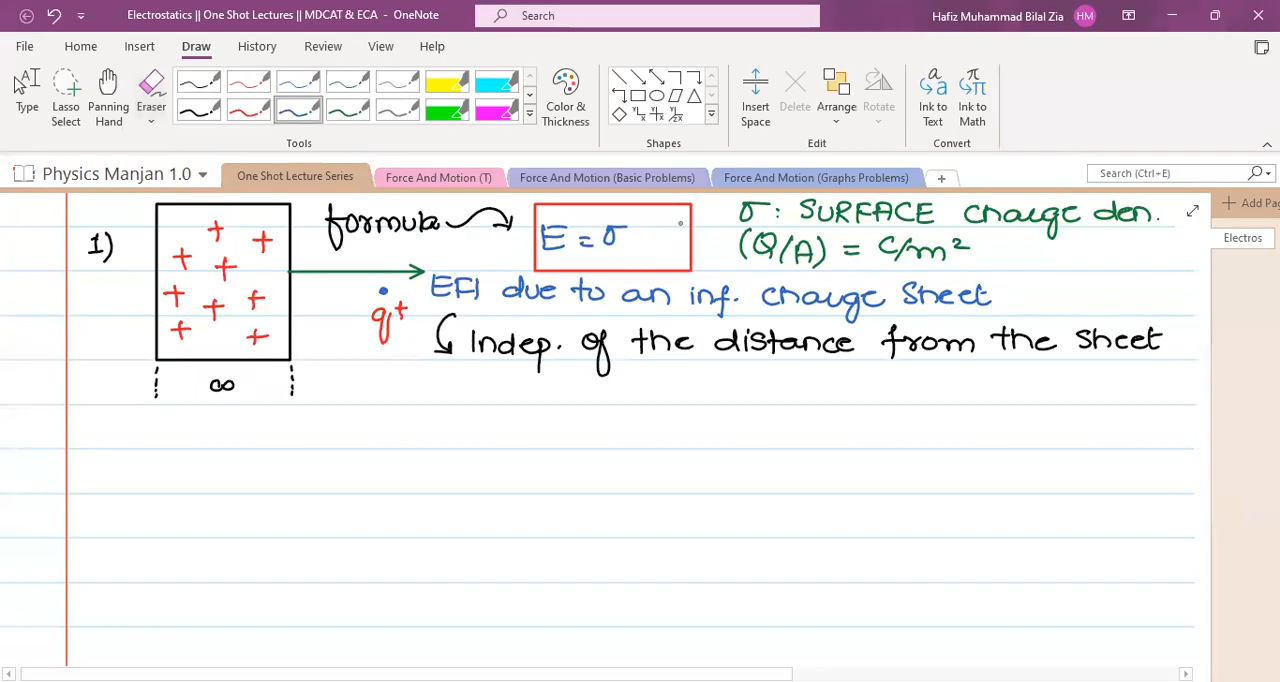 Electrostatics || One Shot Lectures || MDCAT & ECA - OneNote
Search
Hafiz Muhammad Bilal Zia
HM
File Home Insert Draw History Review View Help
Type
Lasso Select
Panning Hand
Eraser
Color & Thickness
Insert Space
Delete
Arrange
Rotate
Ink to Text
Ink to Math
Tools
Shapes
Edit
Convert
Physics Manjan 1.0
One Shot Lecture Series
Force And Motion (T)
Force And Motion (Basic Problems)
Force And Motion (Graphs Problems)
Search (Ctrl+E)
Add Pag
Electros
1)
formula
E = σ
σ: SURFACE charge den.
(Q/A) = C/m²
EFI due to an inf. charge Sheet
q+
Indep. of the distance from the sheet
∞